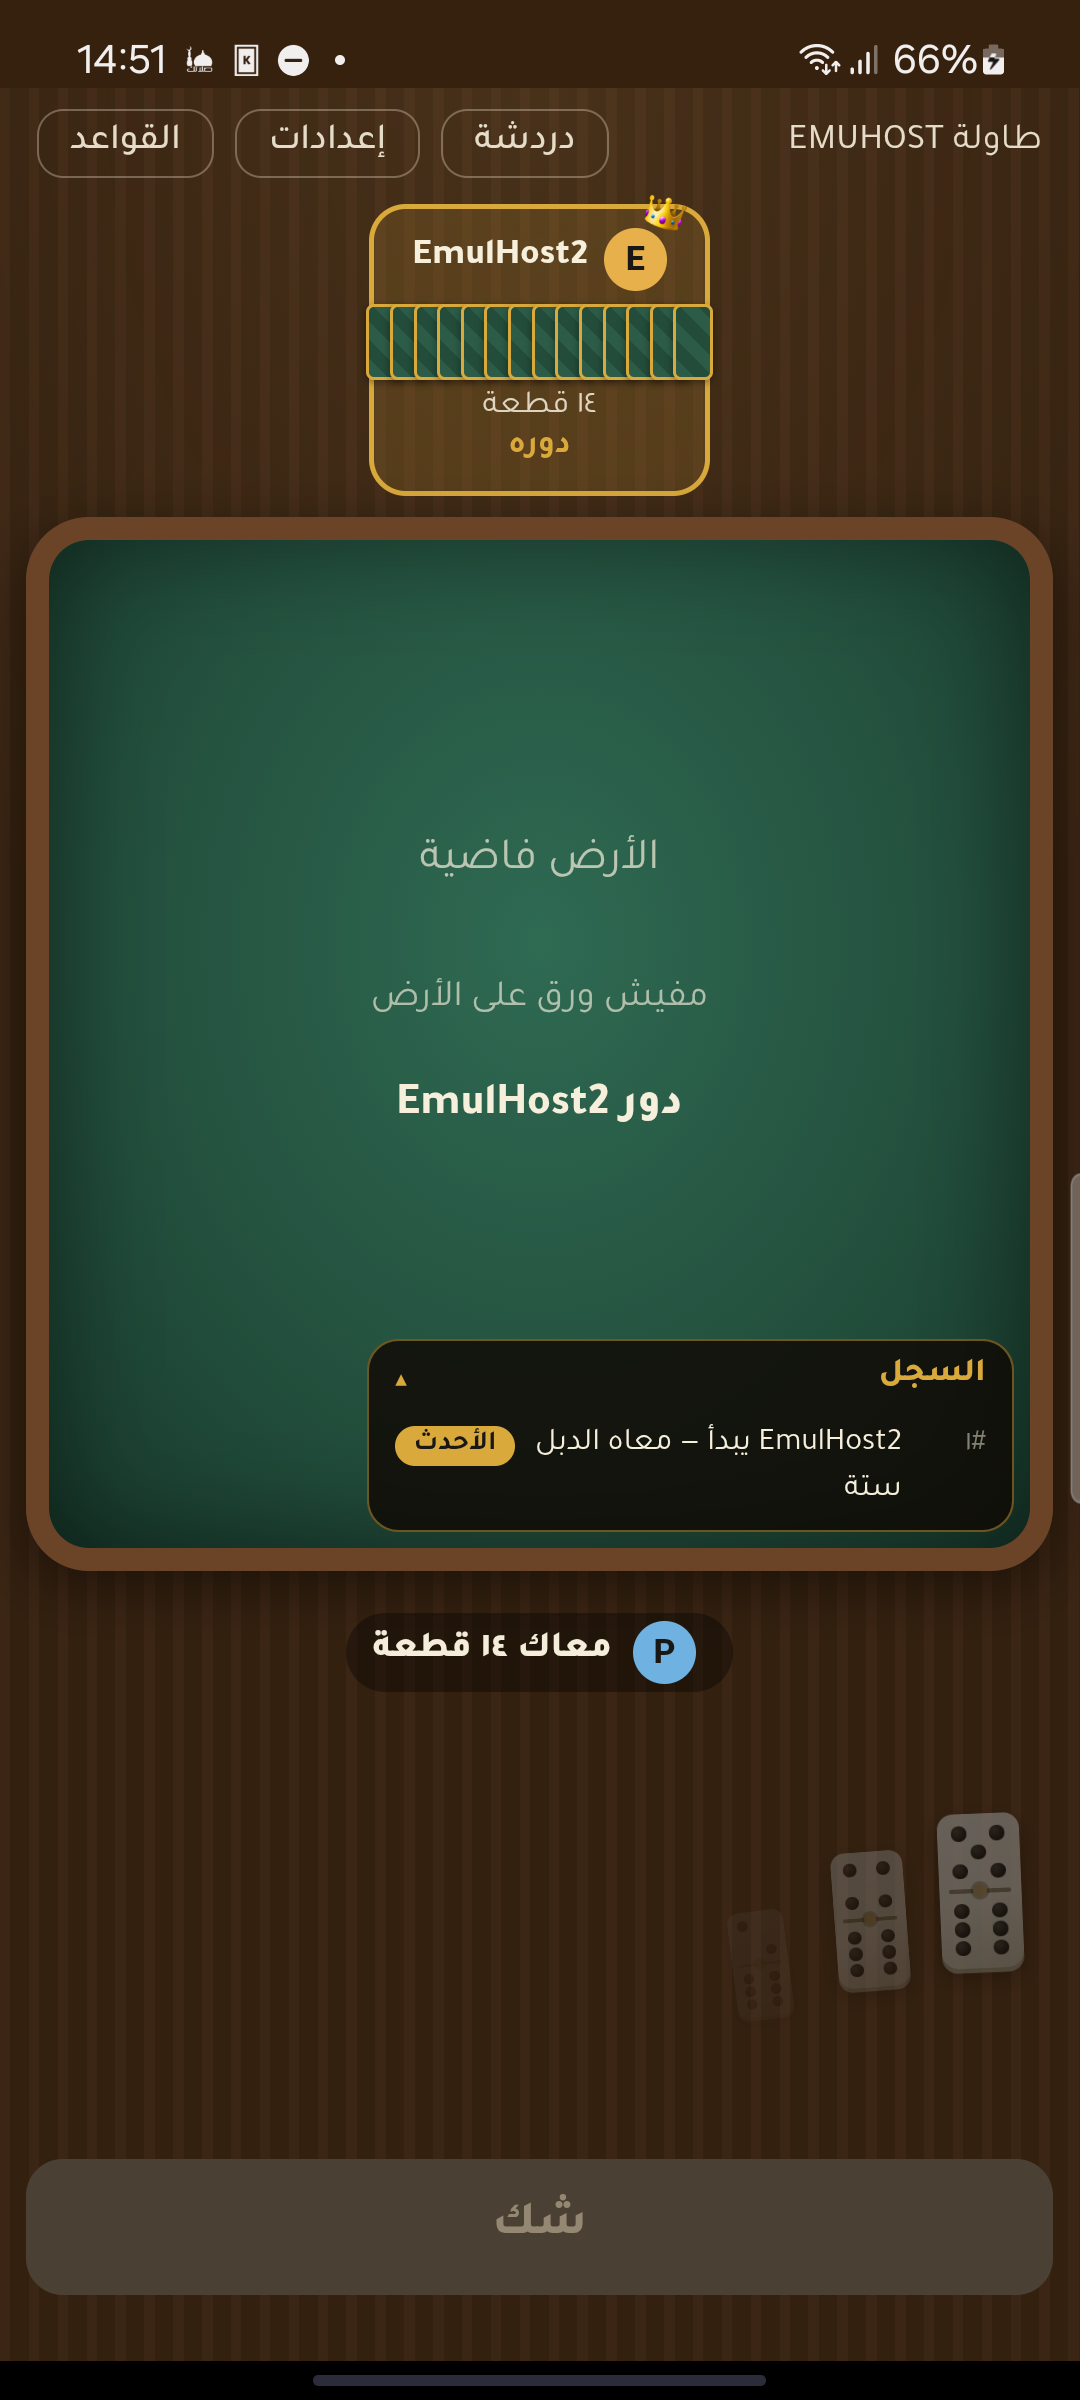 14:51
66%
طاولة EMUHOST
دردشة
إعدادات
القواعد
E
EmulHost2
١٤ قطعة
دوره
الأرض فاضية
مفيش ورق على الأرض
دور EmulHost2
السجل
#١
EmulHost2 يبدأ – معاه الدبل
ستة
الأحدث
P
معاك ١٤ قطعة
شك